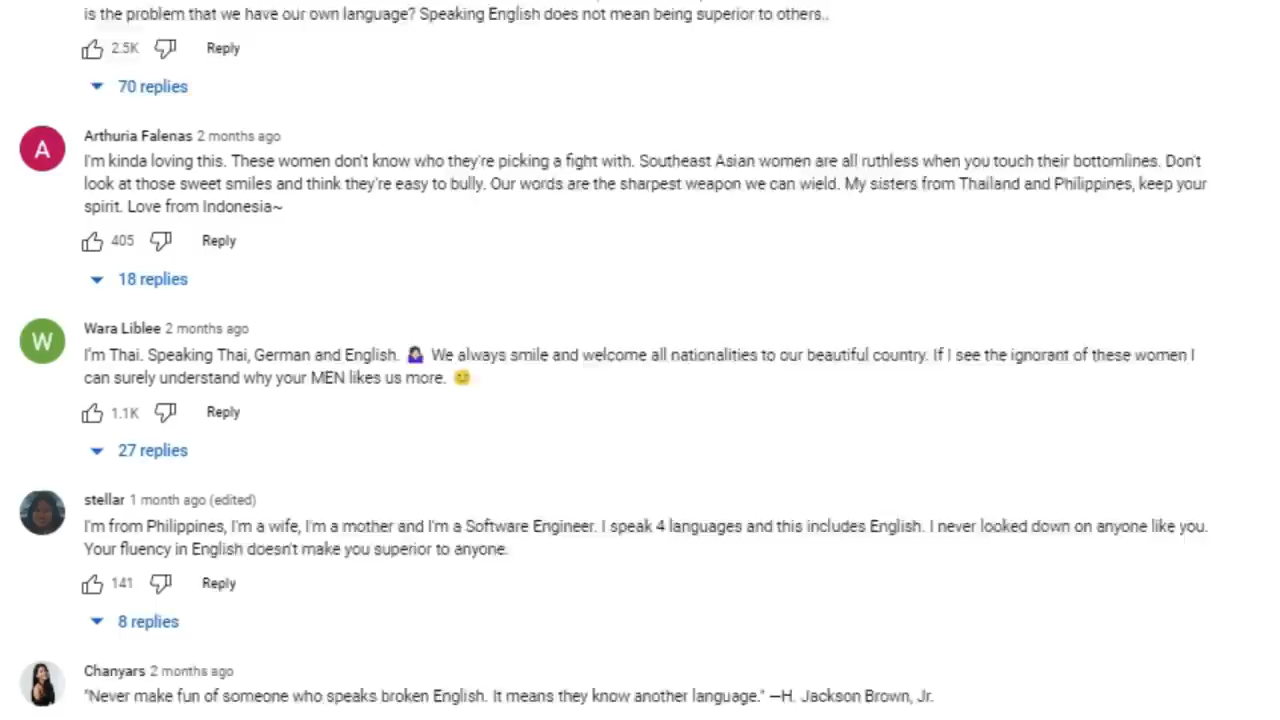 is the problem that we have our own language? Speaking English does not mean being superior to others..
2.5K Reply
70 replies
A
Arthuria Falenas 2 months ago
I'm kinda loving this. These women don't know who they're picking a fight with. Southeast Asian women are all ruthless when you touch their bottomlines. Don't
look at those sweet smiles and think they're easy to bully. Our words are the sharpest weapon we can wield. My sisters from Thailand and Philippines, keep your
spirit. Love from Indonesia~
405 Reply
18 replies
W
Wara Liblee 2 months ago
I'm Thai. Speaking Thai, German and English. 🤷🏻‍♀️ We always smile and welcome all nationalities to our beautiful country. If I see the ignorant of these women I
can surely understand why your MEN likes us more. 😉
1.1K Reply
27 replies
stellar 1 month ago (edited)
I'm from Philippines, I'm a wife, I'm a mother and I'm a Software Engineer. I speak 4 languages and this includes English. I never looked down on anyone like you.
Your fluency in English doesn't make you superior to anyone.
141 Reply
8 replies
Chanyars 2 months ago
"Never make fun of someone who speaks broken English. It means they know another language." —H. Jackson Brown, Jr.